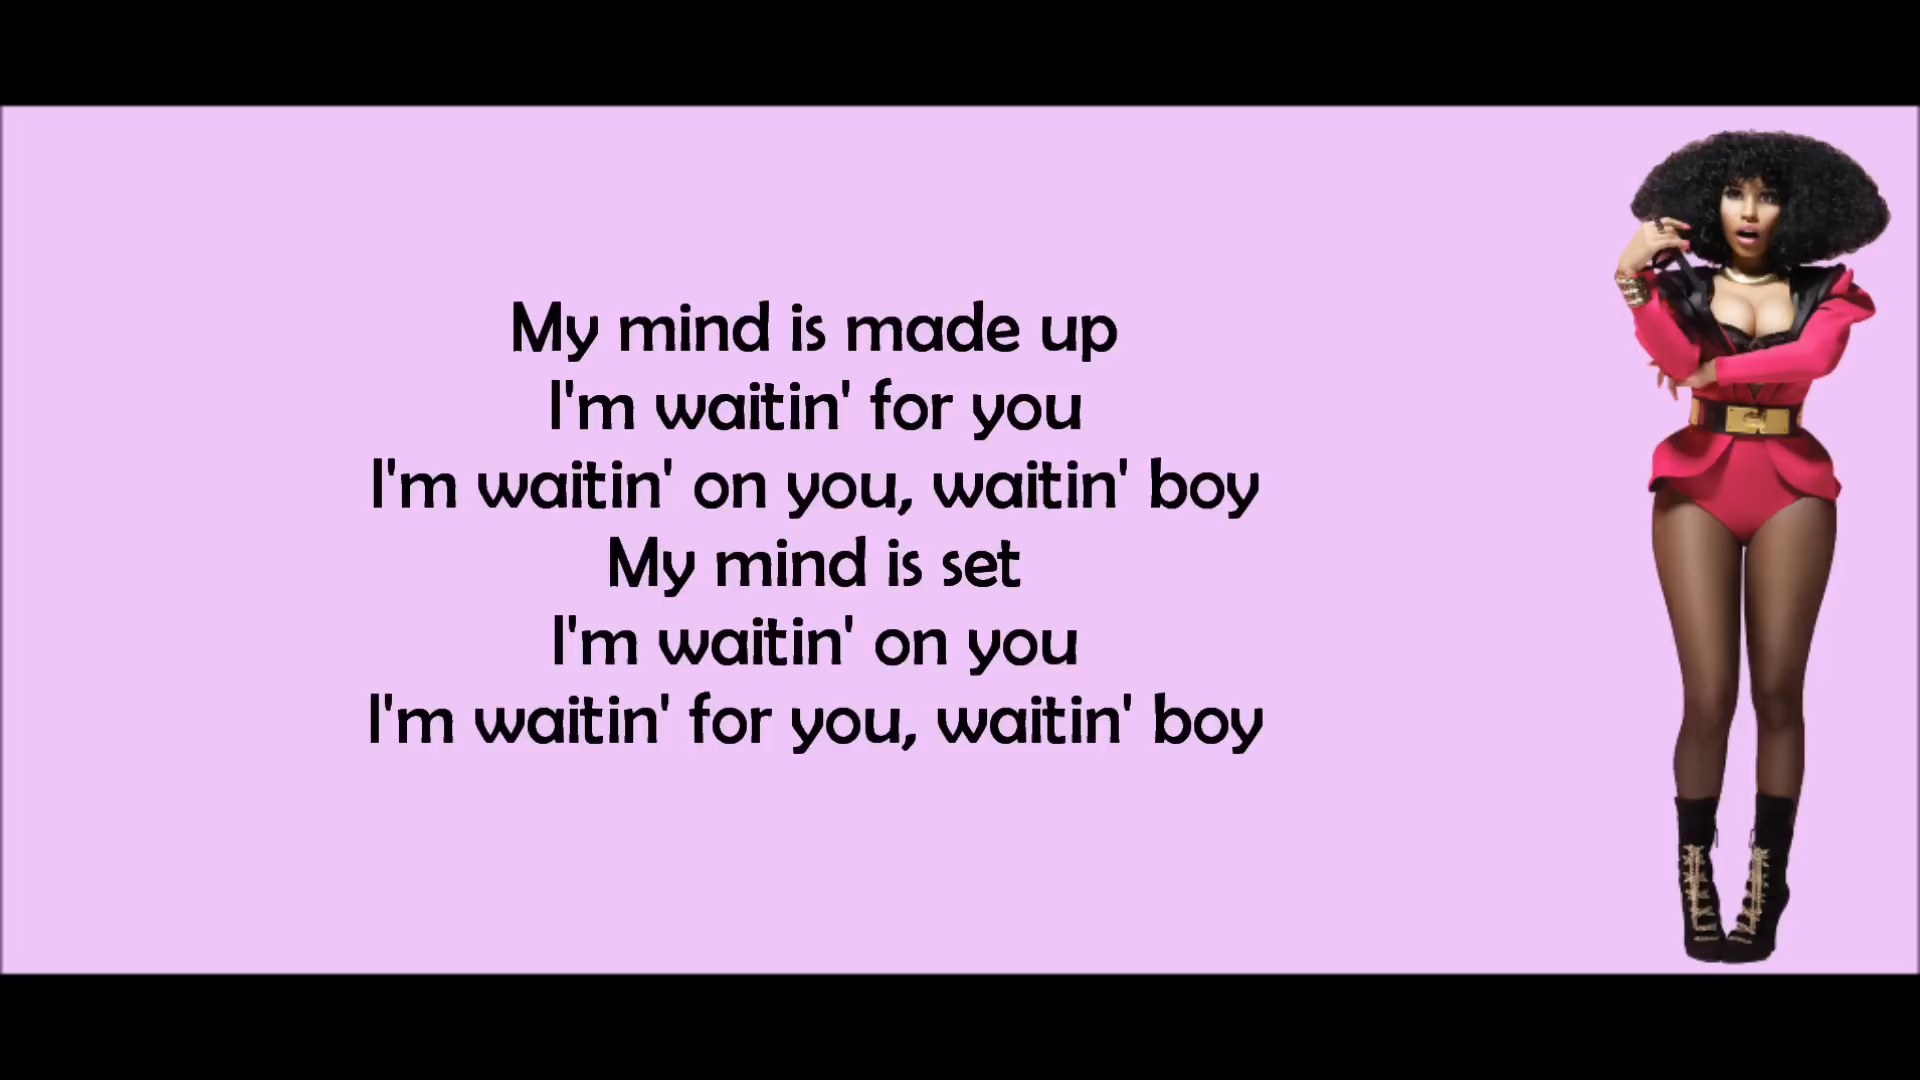 My mind is made up
I'm waitin' for you
I'm waitin' on you, waitin' boy
My mind is set
I'm waitin' on you
I'm waitin' for you, waitin' boy